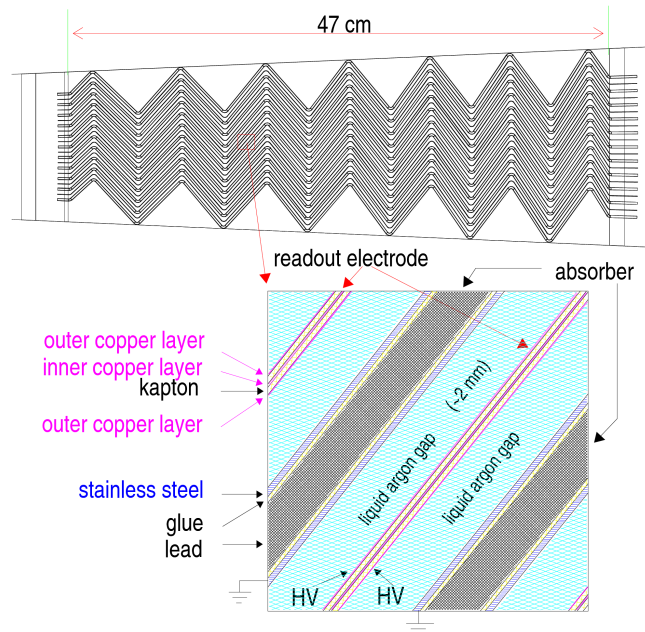 47 cm
readout electrode
absorber
outer copper layer
inner copper layer
kapton
outer copper layer
(~2 mm)
liquid argon gap
liquid argon gap
stainless steel
glue
lead
HV
HV